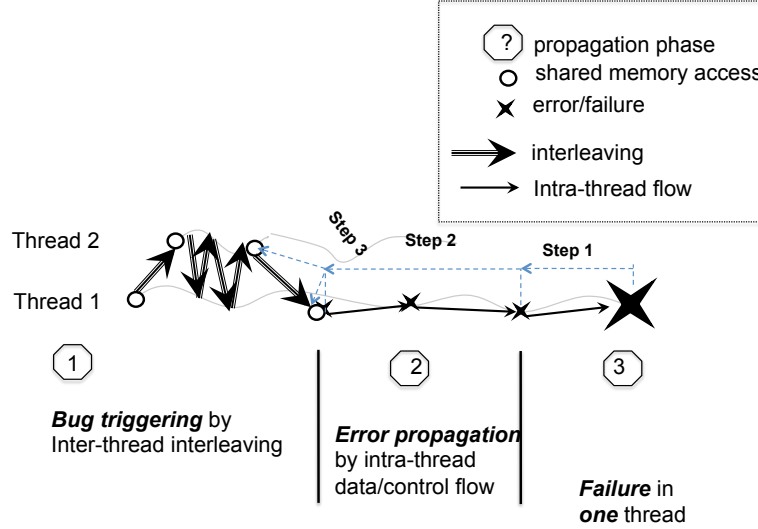 ?
propagation phase
shared memory access
error/failure
interleaving
Intra-thread flow
Step 3
Step 2
Step 1
Thread 2
Thread 1
1
2
3
Bug triggering by
Inter-thread interleaving
Error propagation
by intra-thread
data/control flow
Failure in
one thread